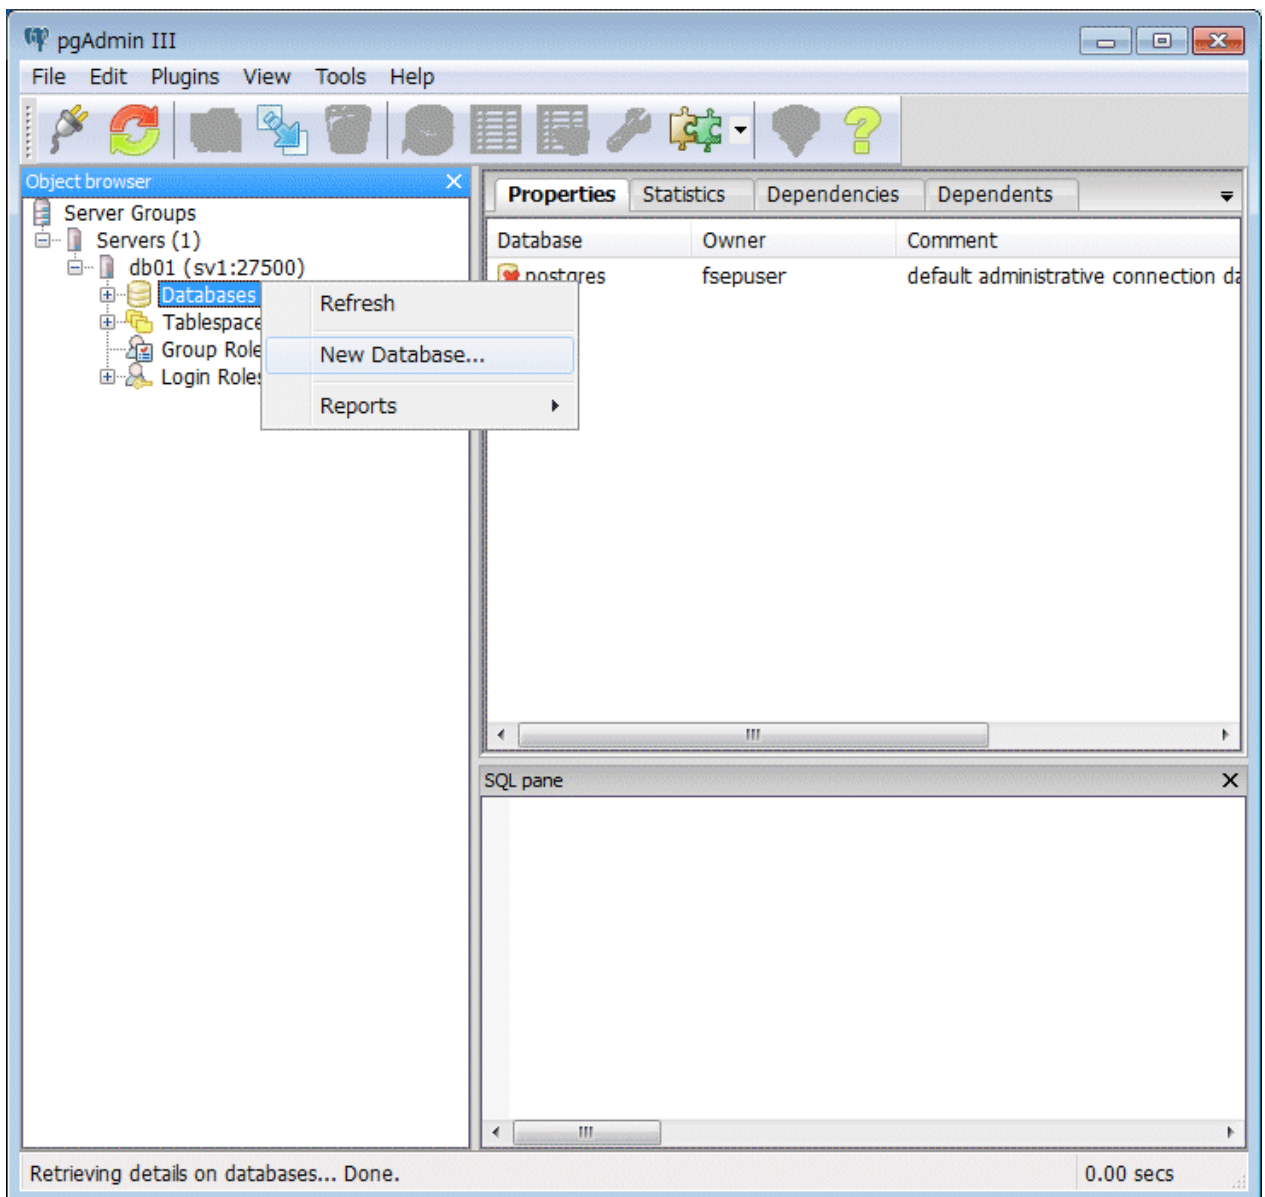 pgAdmin III
File Edit Plugins View Tools Help
Object browser
Server Groups
Servers (1)
db01 (sv1:27500)
Databases
Tablespace
Group Role
Login Roles
Refresh
New Database...
Reports
Properties Statistics Dependencies Dependents
Database Owner Comment
postgres fsepuser default administrative connection da
SQL pane
Retrieving details on databases... Done. 0.00 secs